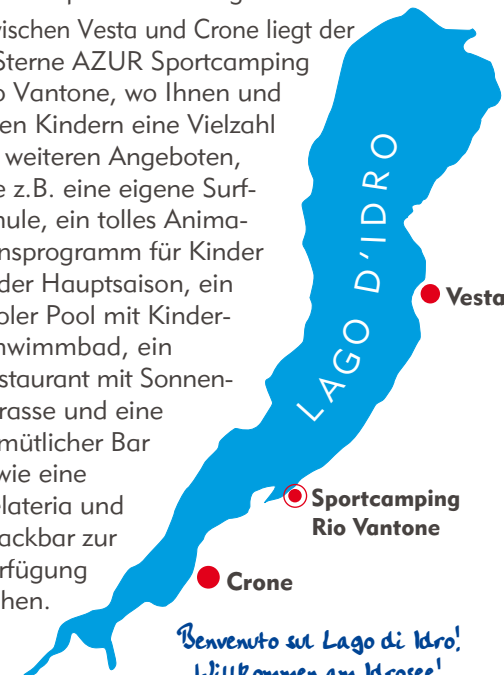 wischen Vesta und Crone liegt der
Sterne AZUR Sportcamping
o Vantone, wo Ihnen und
en Kindern eine Vielzahl
weiteren Angeboten,
e z.B. eine eigene Surf-
hule, ein tolles Anima-
nsprogramm für Kinder
der Hauptsaison, ein
oler Pool mit Kinder-
hwimmbad, ein
staurant mit Sonnen-
rasse und eine
mütlicher Bar
wie eine
elateria und
ackbar zur
rfügung
hen.
LAGO D'IDRO
Vesta
Sportcamping
Rio Vantone
Crone
Benvenuto sul Lago di Idro!
Willkommen am Idrosee!